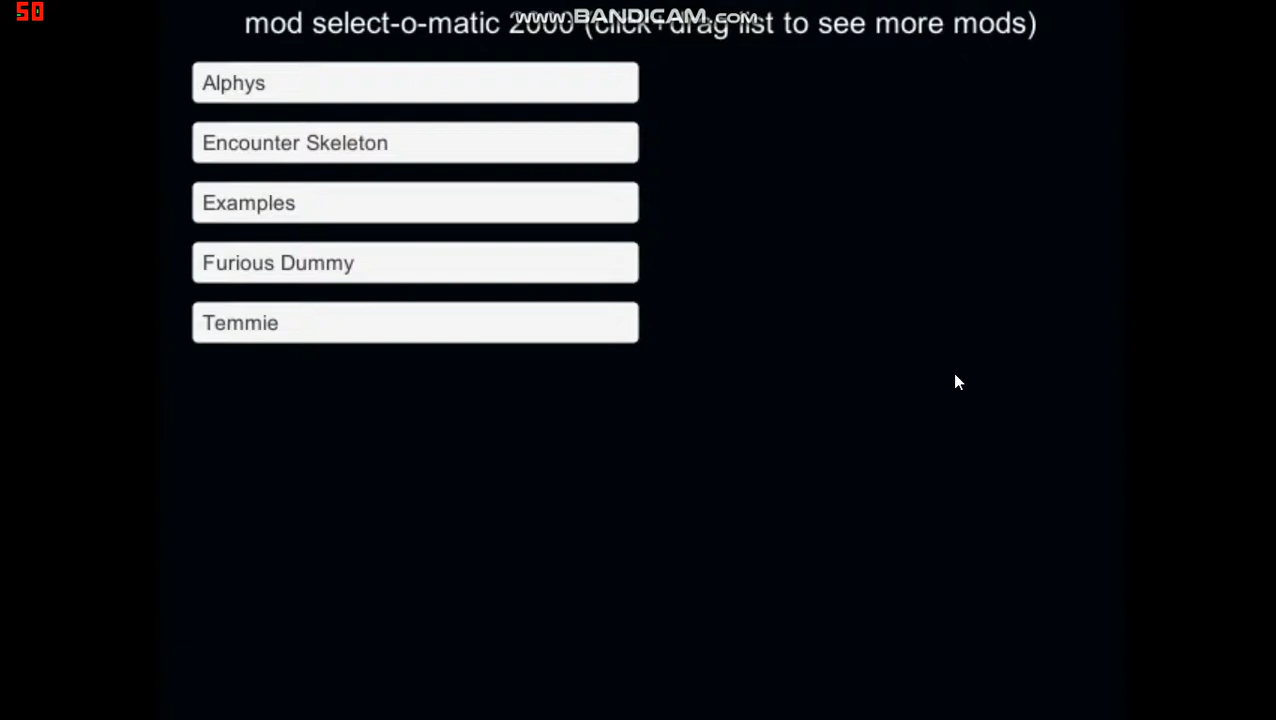 50
www.BANDICAM.com
mod select-o-matic 2000 (click+drag list to see more mods)
Alphys
Encounter Skeleton
Examples
Furious Dummy
Temmie